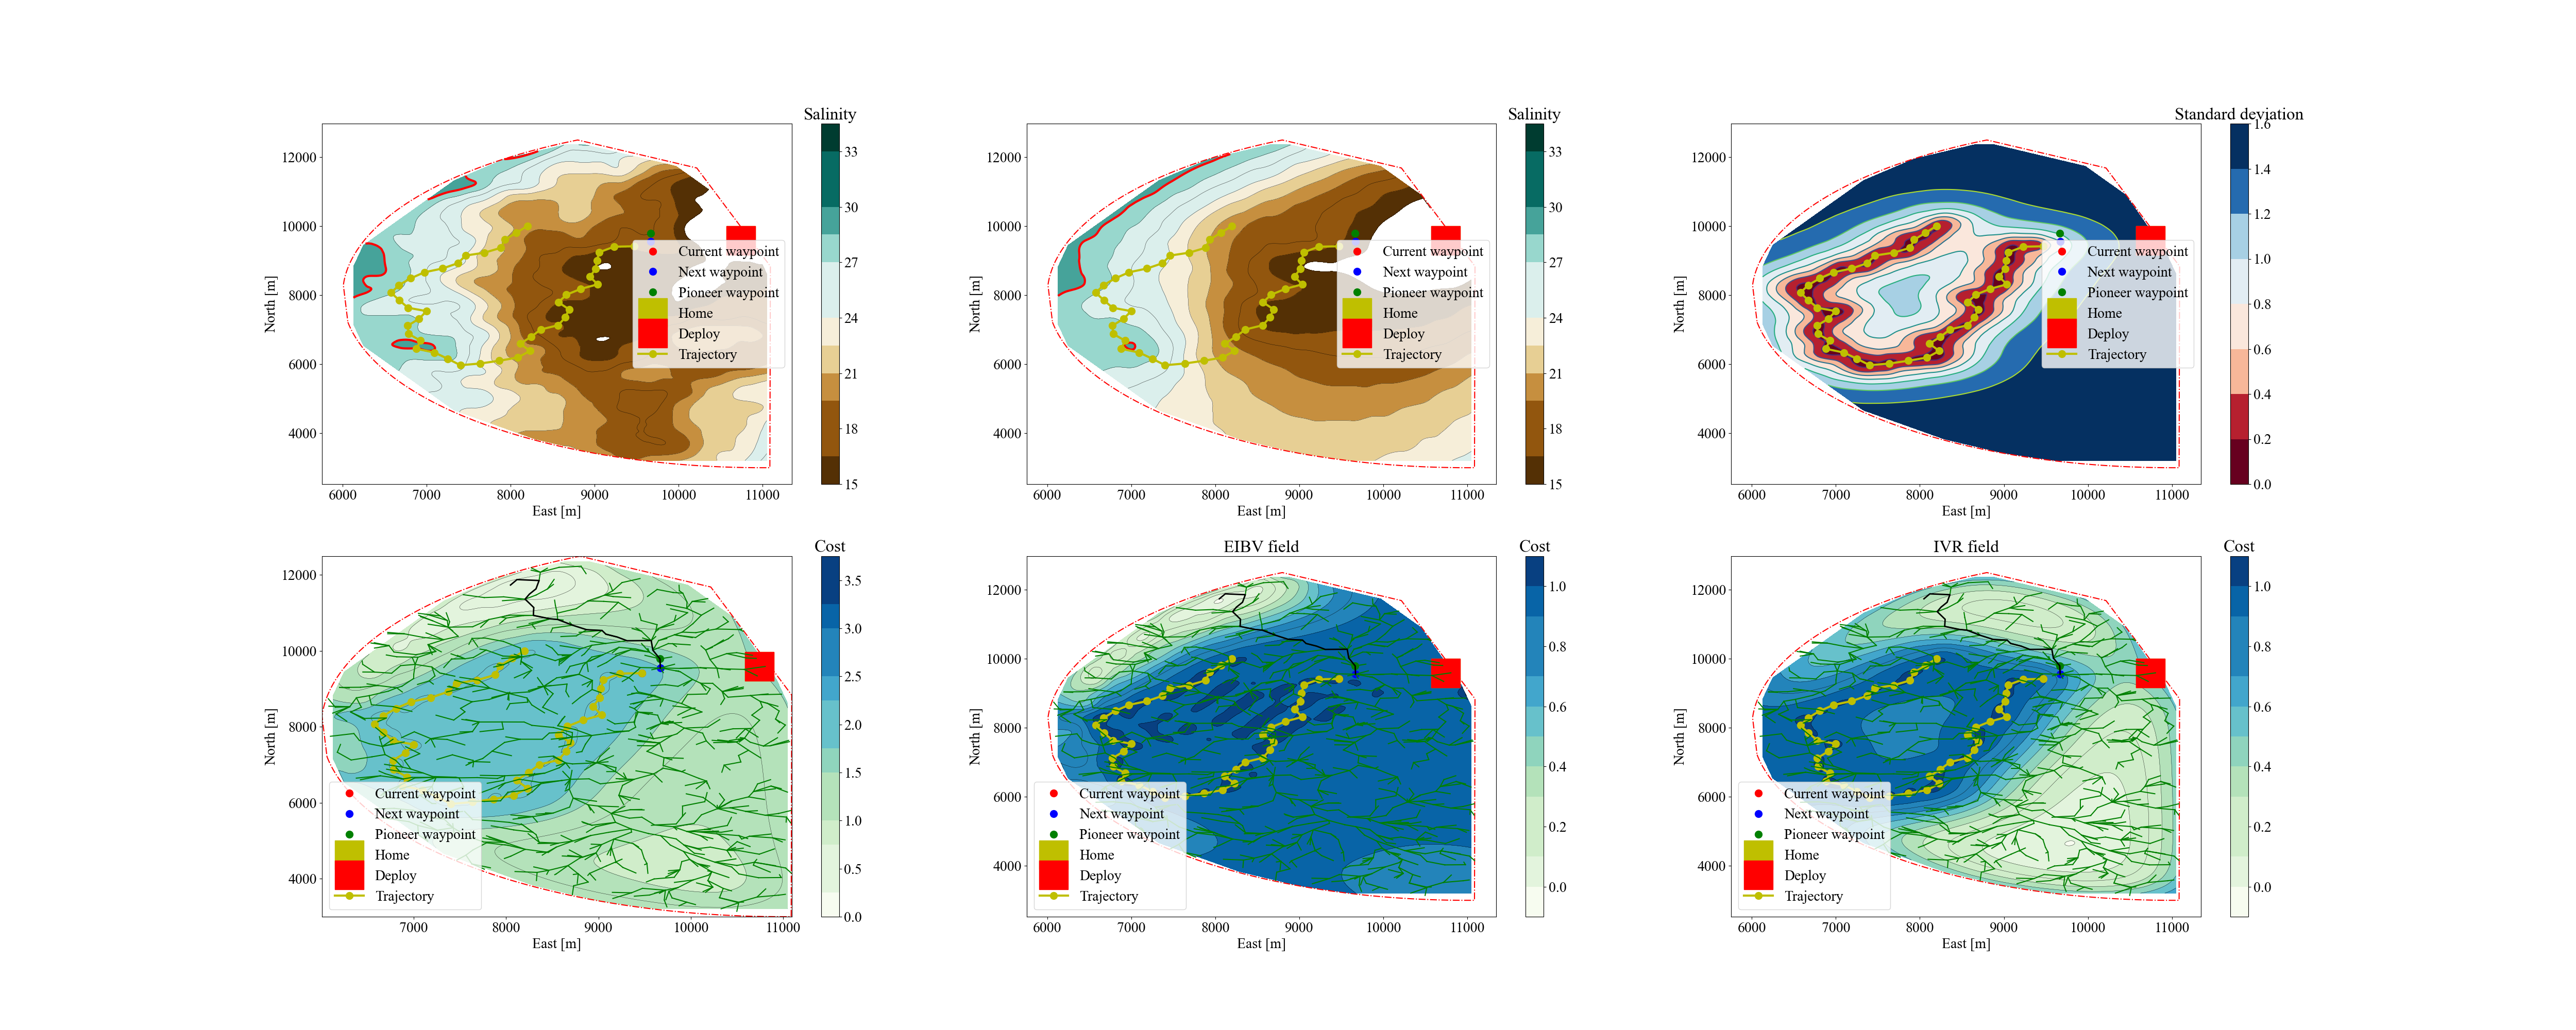 Salinity
12000
10000
8000
6000
4000
North [m]
6000 7000 8000 9000 10000 11000
East [m]
33
30
27
24
21
18
15
Current waypoint
Next waypoint
Pioneer waypoint
Home
Deploy
Trajectory
Salinity
12000
10000
8000
6000
4000
North [m]
6000 7000 8000 9000 10000 11000
East [m]
33
30
27
24
21
18
15
Current waypoint
Next waypoint
Pioneer waypoint
Home
Deploy
Trajectory
Standard deviation
12000
10000
8000
6000
4000
North [m]
6000 7000 8000 9000 10000 11000
East [m]
1.6
1.4
1.2
1.0
0.8
0.6
0.4
0.2
0.0
Current waypoint
Next waypoint
Pioneer waypoint
Home
Deploy
Trajectory
Cost
12000
10000
8000
6000
4000
North [m]
7000 8000 9000 10000 11000
East [m]
3.5
3.0
2.5
2.0
1.5
1.0
0.5
0.0
Current waypoint
Next waypoint
Pioneer waypoint
Home
Deploy
Trajectory
EIBV field
Cost
12000
10000
8000
6000
4000
North [m]
6000 7000 8000 9000 10000 11000
East [m]
1.0
0.8
0.6
0.4
0.2
0.0
Current waypoint
Next waypoint
Pioneer waypoint
Home
Deploy
Trajectory
IVR field
Cost
12000
10000
8000
6000
4000
North [m]
6000 7000 8000 9000 10000 11000
East [m]
1.0
0.8
0.6
0.4
0.2
0.0
Current waypoint
Next waypoint
Pioneer waypoint
Home
Deploy
Trajectory